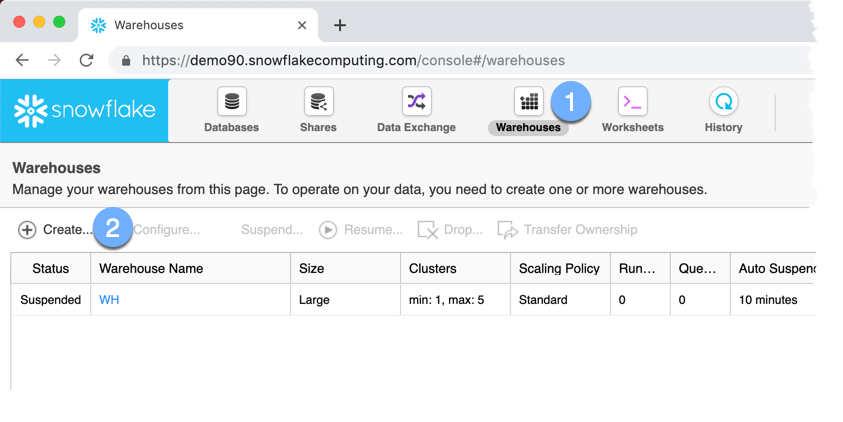 Warehouses
https://demo90.snowflakecomputing.com/console#/warehouses
snowflake
Databases
Shares
Data Exchange
Warehouses
1
Worksheets
History
Warehouses
Manage your warehouses from this page. To operate on your data, you need to create one or more warehouses.
Create...
2
Configure...
Suspend...
Resume...
Drop...
Transfer Ownership
Status Warehouse Name Size Clusters Scaling Policy Run... Que... Auto Suspend
Suspended WH Large min: 1, max: 5 Standard 0 0 10 minutes